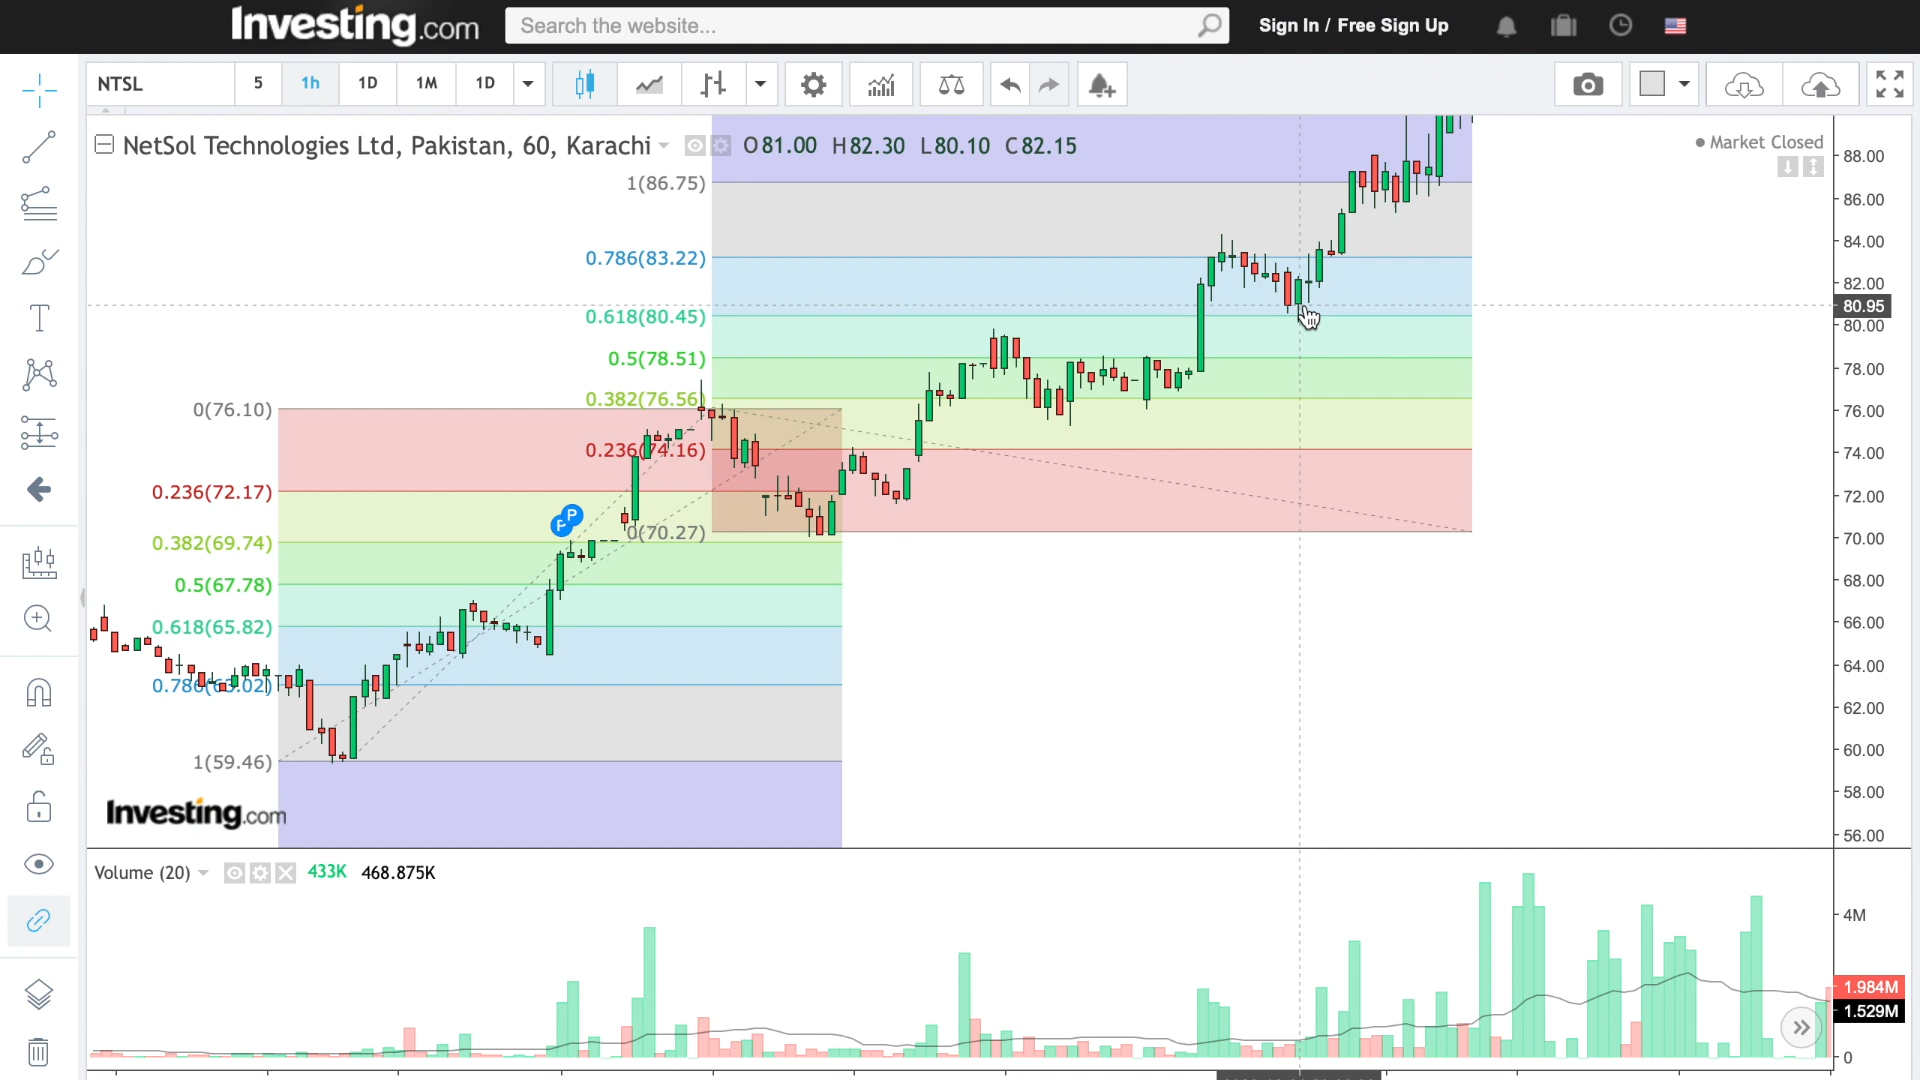 Investing.com
Search the website...
Sign In / Free Sign Up
NTSL
5
1h
1D
1M
1D
NetSol Technologies Ltd, Pakistan, 60, Karachi
O81.00 H82.30 L80.10 C82.15
Market Closed
1(86.75)
0.786(83.22)
0.618(80.45)
0.5(78.51)
0.382(76.56)
0.236(74.16)
0(70.27)
0(76.10)
0.236(72.17)
0.382(69.74)
0.5(67.78)
0.618(65.82)
0.786(63.02)
1(59.46)
P
P
88.00
86.00
84.00
82.00
80.95
80.00
78.00
76.00
74.00
72.00
70.00
68.00
66.00
64.00
62.00
60.00
58.00
56.00
Investing.com
Volume (20)
433K 468.875K
4M
1.984M
1.529M
0